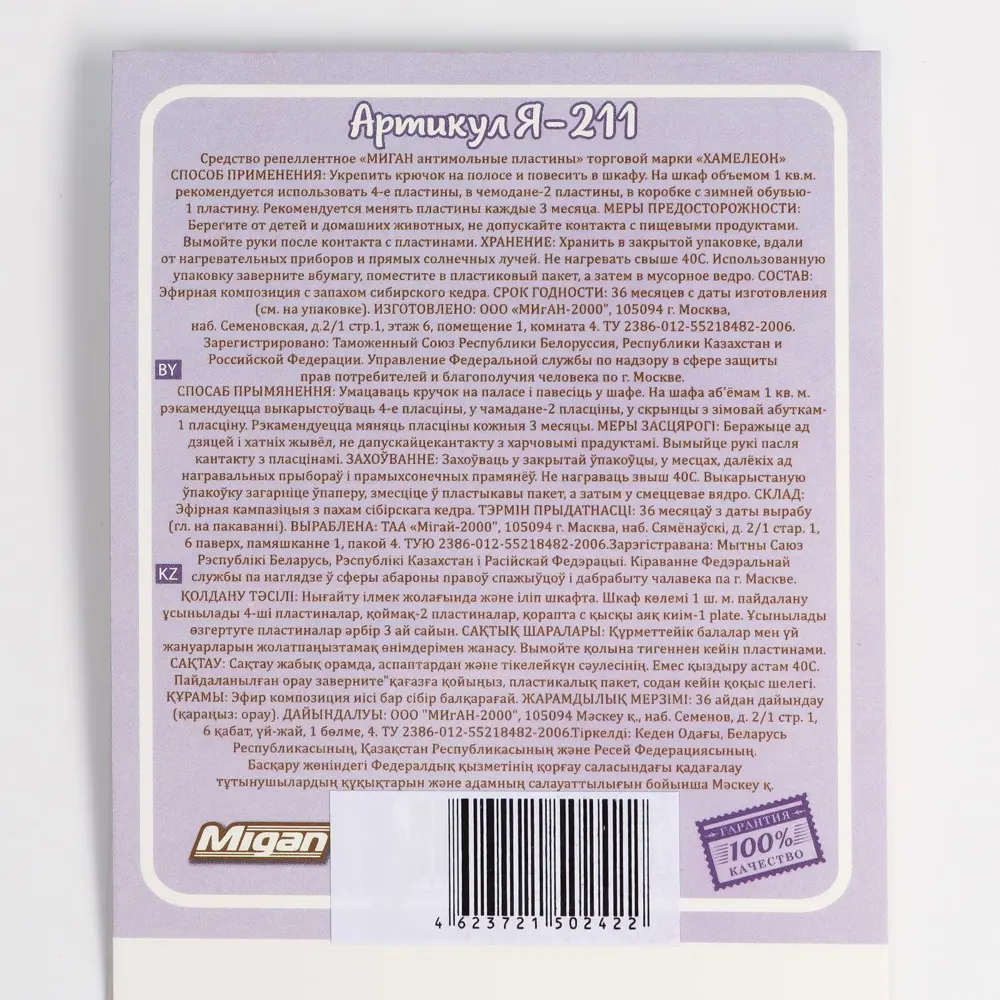 Артикул Я-211
Средство репеллентное «МИГАН антимольные пластины» торговой марки «ХАМЕЛЕОН»
СПОСОБ ПРИМЕНЕНИЯ: Укрепить крючок на полосе и повесить в шкафу. На шкаф объемом 1 кв.м.
рекомендуется использовать 4-е пластины, в чемодане-2 пластины, в коробке с зимней обувью-
1 пластину. Рекомендуется менять пластины каждые 3 месяца. МЕРЫ ПРЕДОСТОРОЖНОСТИ:
Берегите от детей и домашних животных, не допускайте контакта с пищевыми продуктами.
Вымойте руки после контакта с пластинами. ХРАНЕНИЕ: Хранить в закрытой упаковке, вдали
от нагревательных приборов и прямых солнечных лучей. Не нагревать свыше 40С. Использованную
упаковку заверните вбумагу, поместите в пластиковый пакет, а затем в мусорное ведро. СОСТАВ:
Эфирная композиция с запахом сибирского кедра. СРОК ГОДНОСТИ: 36 месяцев с даты изготовления
(см. на упаковке). ИЗГОТОВЛЕНО: ООО «МИгАН-2000", 105094 г. Москва,
наб. Семеновская, д.2/1 стр.1, этаж 6, помещение 1, комната 4. ТУ 2386-012-55218482-2006.
Зарегистрировано: Таможенный Союз Республики Белоруссия, Республики Казахстан и
Российской Федерации. Управление Федеральной службы по надзору в сфере защиты
прав потребителей и благополучия человека по г. Москве.
BY
СПОСАБ ПРЫМЯНЕННЯ: Умацаваць кручок на паласе і павесіць у шафе. На шафа аб'ёмам 1 кв. м.
рэкамендуецца выкарыстоўваць 4-е пласціны, у чамадане-2 пласціны, у скрынцы з зімовай абуткам-
1 пласціну. Рэкамендуецца мяняць пласціны кожныя 3 месяцы. МЕРЫ ЗАСЦЯРОГІ: Беражыце ад
дзяцей і хатніх жывёл, не дапускайцекантакту з харчовымі прадуктамі. Вымыйце рукі пасля
кантакту з пласцінамі. ЗАХОЎВАННЕ: Захоўваць у закрытай ўпакоўцы, у месцах, далёкіх ад
награвальных прыбораў і прамыхсонечных прамянёў. Не награваць звыш 40С. Выкарыстаную
ўпакоўку загарніце ўпаперу, змесціце ў пластыкавы пакет, а затым у смеццевае вядро. СКЛАД:
Эфірная кампазіцыя з пахам сібірскага кедра. ТЭРМІН ПРЫДАТНАСЦІ: 36 месяцаў з даты вырабу
(гл. на пакаванні). ВЫРАБЛЕНА: ТАА «Мігай-2000", 105094 г. Масква, наб. Сямёнаўскі, д. 2/1 стар. 1,
6 паверх, памяшканне 1, пакой 4. ТУЮ 2386-012-55218482-2006.Зарэгістравана: Мытны Саюз
Рэспублікі Беларусь, Рэспублікі Казахстан і Расійскай Федэрацыі. Кіраванне Федэральнай
службы па наглядзе ў сферы абароны правоў спажыўцоў і дабрабыту чалавека па г. Маскве.
KZ
ҚОЛДАНУ ТӘСІЛІ: Нығайту ілмек жолағында және іліп шкафта. Шкаф көлемі 1 ш. м. пайдалану
ұсынылады 4-ші пластиналар, қоймақ-2 пластиналар, қорапта с қысқы аяқ киім-1 plate. Ұсынылады
өзгертуге пластиналар әрбір 3 ай сайын. САҚТЫҚ ШАРАЛАРЫ: Құрметтейік балалар мен үй
жануарларын жолатпаңызтамақ өнімдерімен жанасу. Вымойте қолына тигеннен кейін пластинами.
САҚТАУ: Сақтау жабық орамда, аспаптардан және тікелейкүн сәулесінің. Емес қыздыру астам 40С.
Пайдаланылған орау заверните"қағазға қойыңыз, пластикалық пакет, содан кейін қоқыс шелегі.
ҚҰРАМЫ: Эфир композиция иісі бар сібір балқарағай. ЖАРАМДЫЛЫҚ МЕРЗІМІ: 36 айдан дайындау
(қараңыз: орау). ДАЙЫНДАЛУЫ: ООО "МИгАН-2000", 105094 Мәскеу қ., наб. Семенов, д. 2/1 стр. 1,
6 қабат, үй-жай, 1 бөлме, 4. ТУ 2386-012-55218482-2006.Тіркелді: Кеден Одағы, Беларусь
Республикасының, Қазақстан Республикасының және Ресей Федерациясының.
Басқару жөніндегі Федералдық қызметінің қорғау саласындағы қадағалау
тұтынушылардың құқықтарын және адамның салауаттылығын бойынша Мәскеу қ.
Migan
ГАРАНТИЯ
100%
КАЧЕСТВО
4 623721 502422